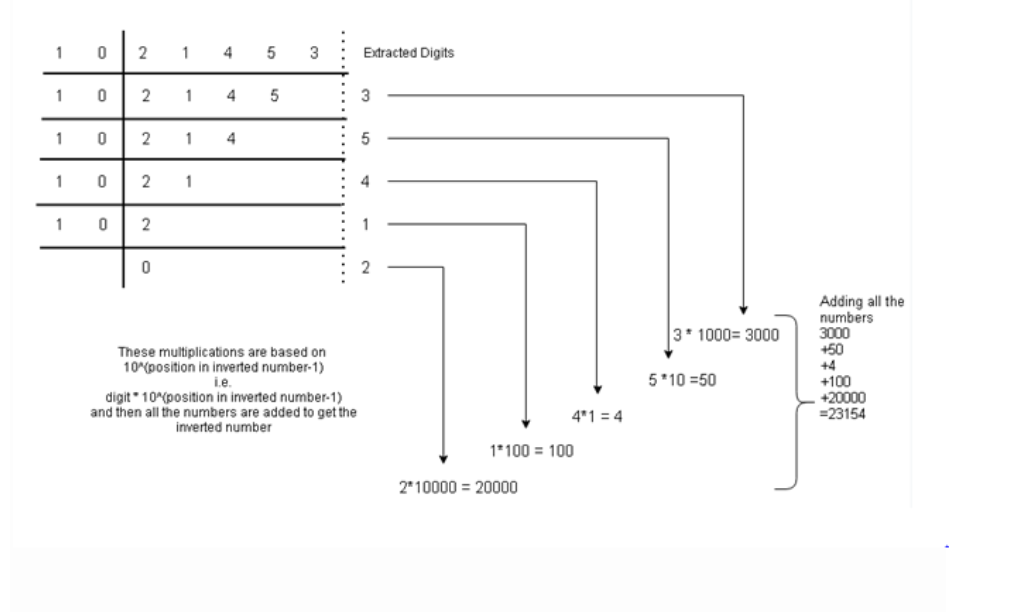 1 0 2 1 4 5 3 Extracted Digits
1 0 2 1 4 5 3
1 0 2 1 4 5
1 0 2 1 4
1 0 2 1
0 2
These multiplications are based on
10^(position in inverted number-1)
i.e.
digit * 10^(position in inverted number-1)
and then all the numbers are added to get the
inverted number
3 * 1000= 3000
5 *10 =50
4*1 = 4
1*100 = 100
2*10000 = 20000
Adding all the
numbers
3000
+50
+4
+100
+20000
=23154